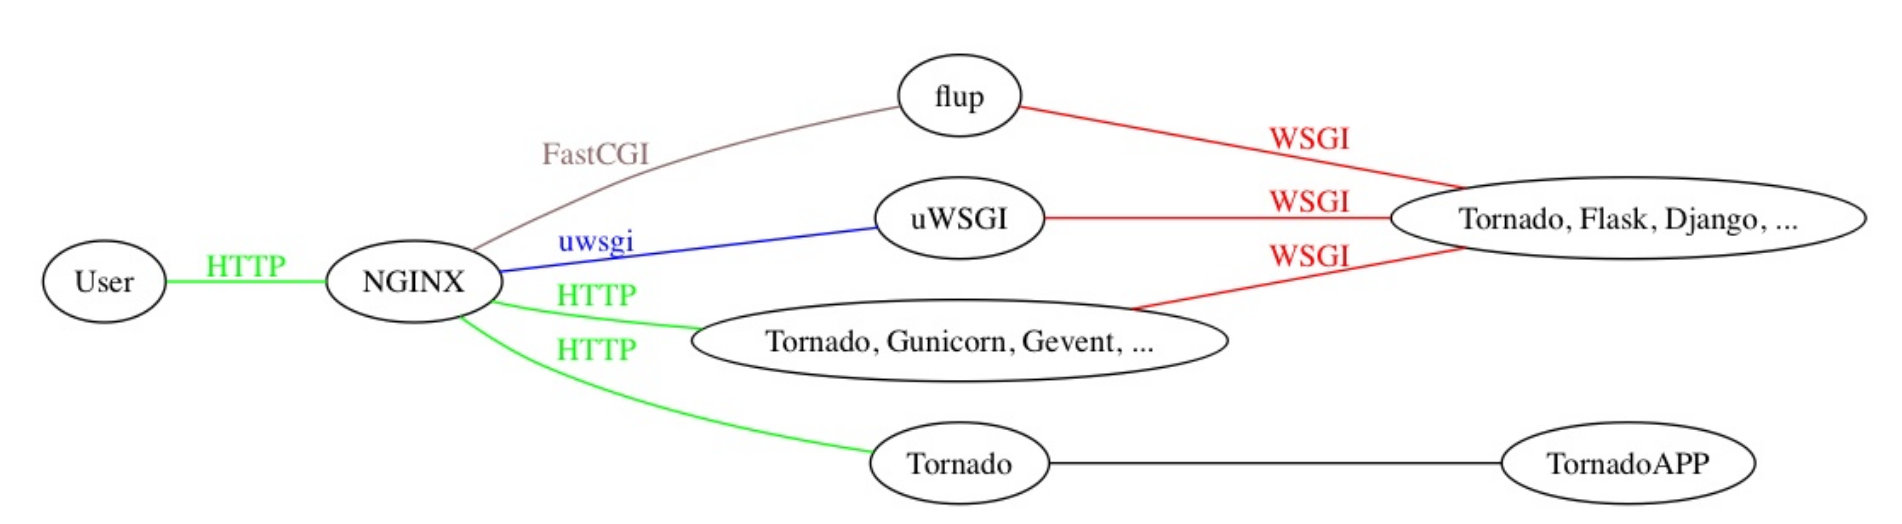 flup
FastCGI
WSGI
uWSGI
WSGI
Tornado, Flask, Django, ...
uwsgi
User
HTTP
NGINX
WSGI
HTTP
Tornado, Gunicorn, Gevent, ...
HTTP
Tornado
TornadoAPP